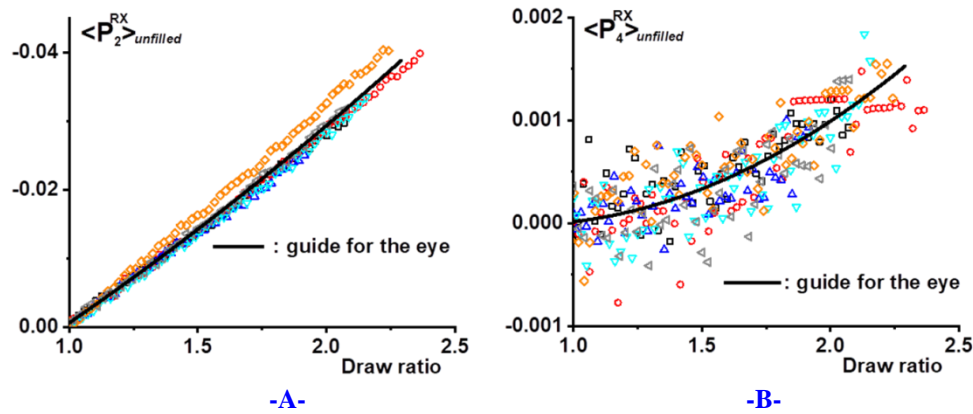 <P₂ᴿˣ>unfilled
-0.04
-0.02
0.00
1.0 1.5 2.0 2.5
Draw ratio
: guide for the eye
-A-
<P₄ᴿˣ>unfilled
0.002
0.001
0.000
-0.001
1.0 1.5 2.0 2.5
Draw ratio
: guide for the eye
-B-